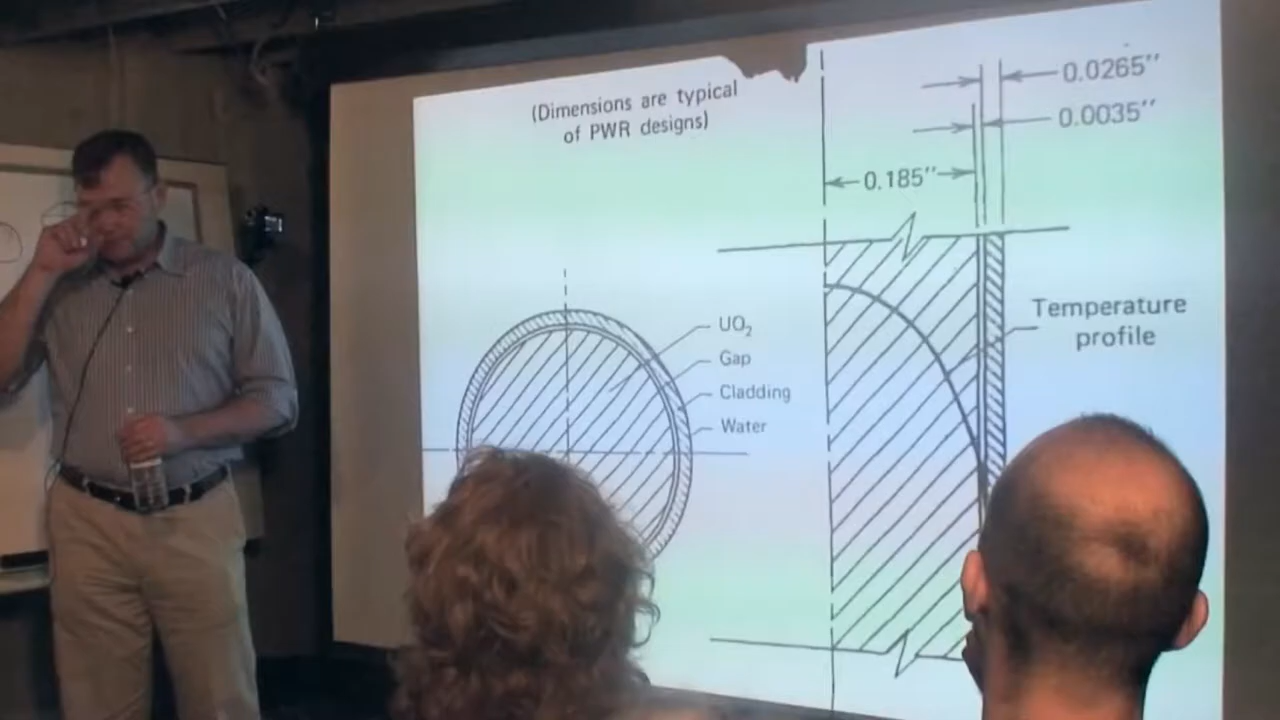 (Dimensions are typical
of PWR designs)
0.0265″
0.0035″
0.185″
UO₂
Gap
Cladding
Water
Temperature
profile